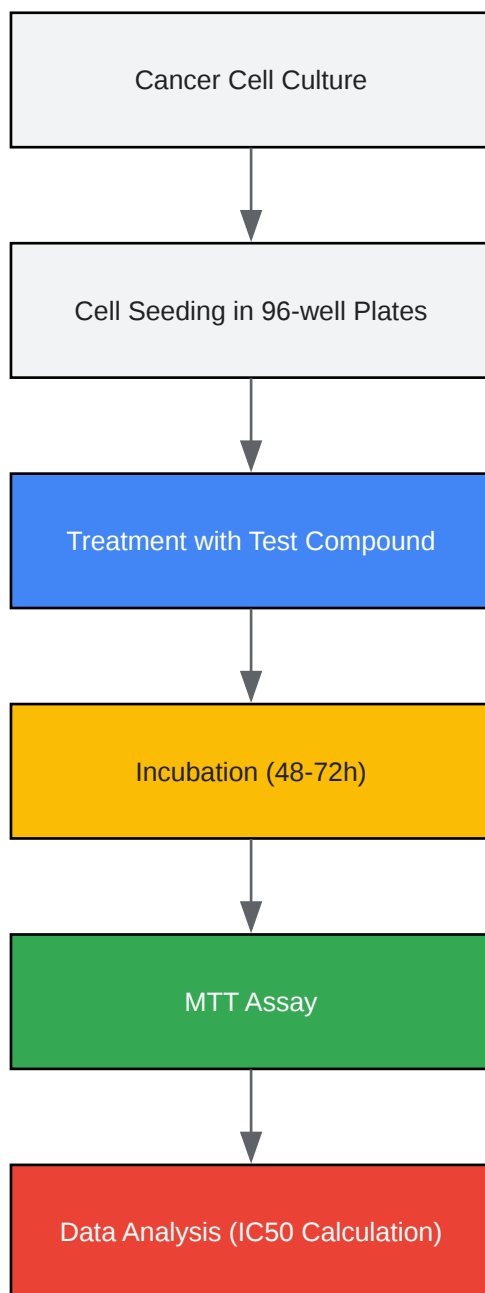 Cancer Cell Culture
Cell Seeding in 96-well Plates
Treatment with Test Compound
Incubation (48-72h)
MTT Assay
Data Analysis (IC50 Calculation)